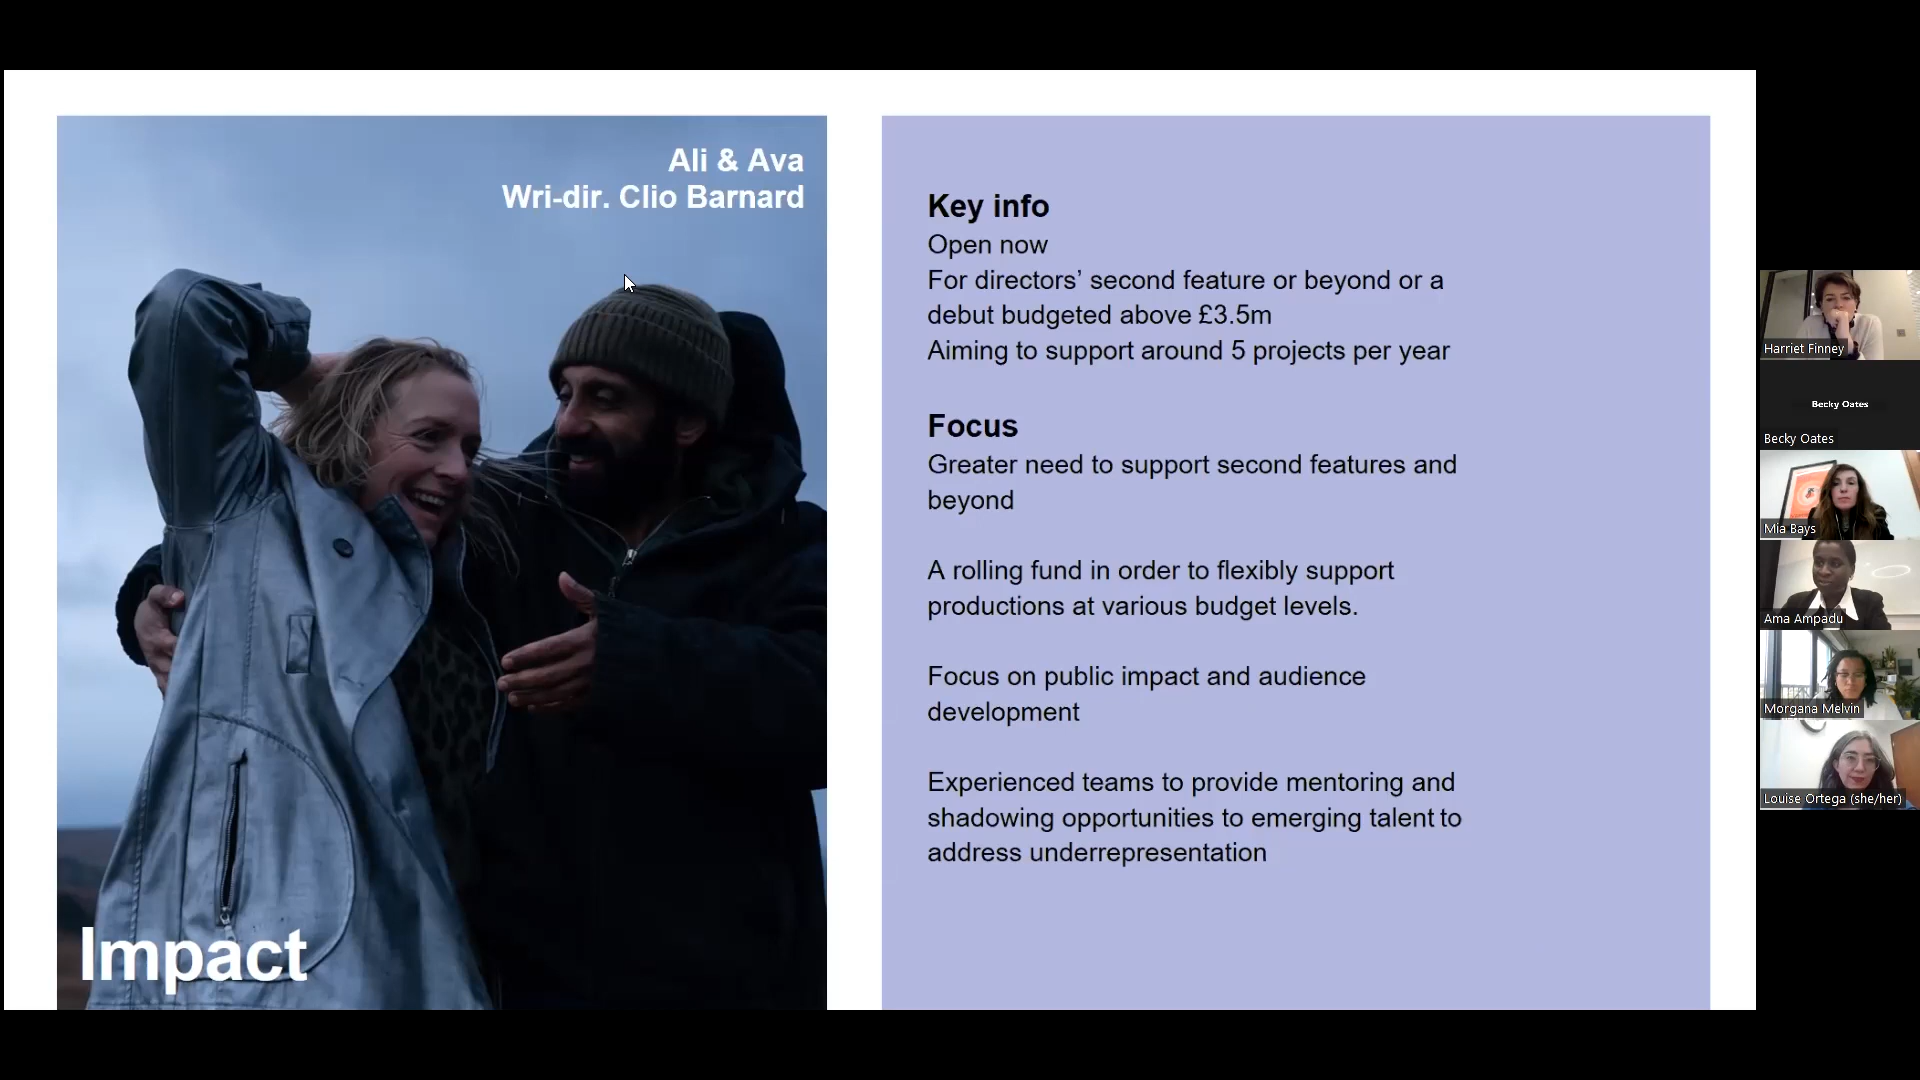 Ali & Ava
Wri-dir. Clio Barnard
Impact
Key info
Open now
For directors’ second feature or beyond or a
debut budgeted above £3.5m
Aiming to support around 5 projects per year
Focus
Greater need to support second features and
beyond
A rolling fund in order to flexibly support
productions at various budget levels.
Focus on public impact and audience
development
Experienced teams to provide mentoring and
shadowing opportunities to emerging talent to
address underrepresentation
Harriet Finney
Becky Oates
Becky Oates
Mia Bays
Ama Ampadu
Morgana Melvin
Louise Ortega (she/her)